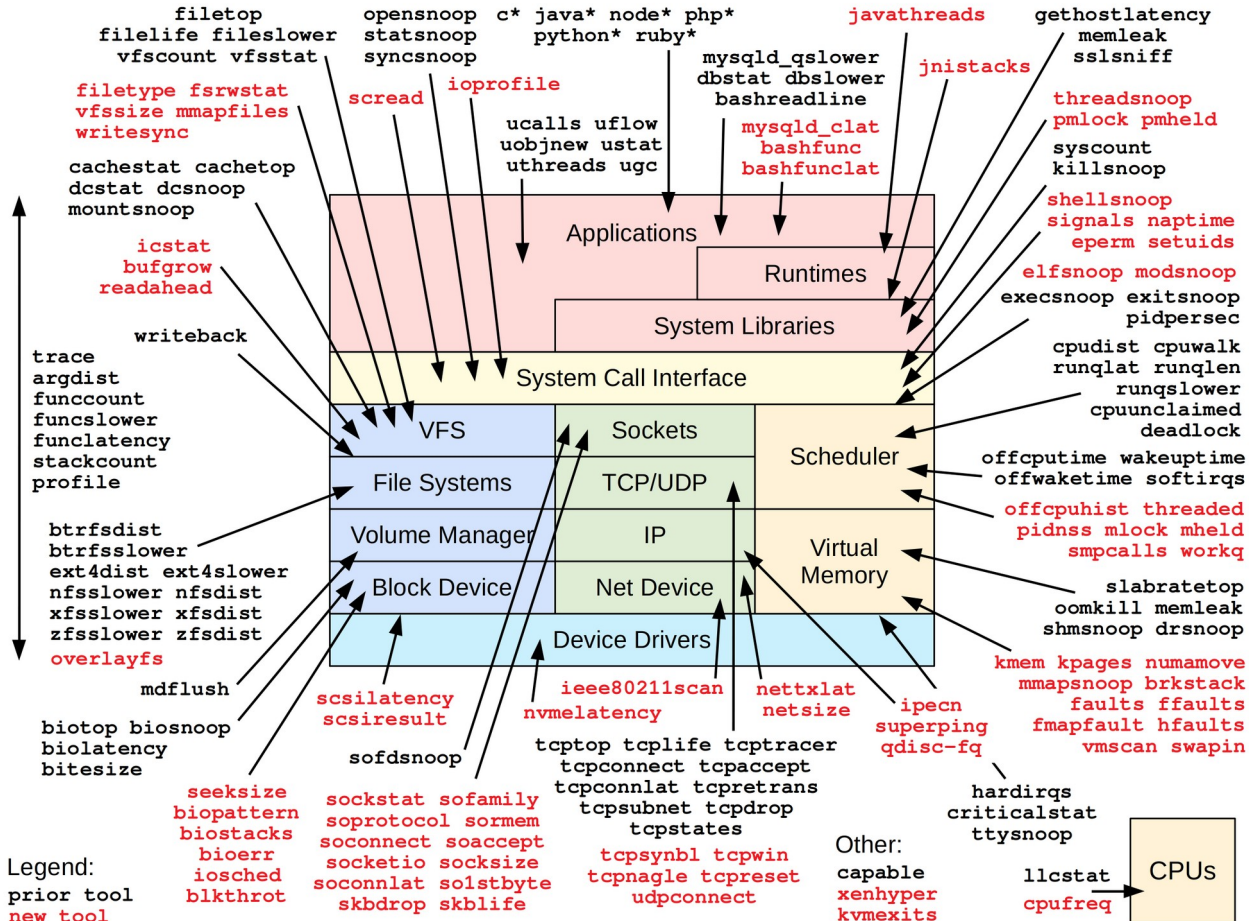 filetop
filelife fileslower
vfscount vfsstat
filetype fsrwstat
vfssize mmapfiles
writesync
cachestat cachetop
dcstat dcsnoop
mountsnoop
icstat
bufgrow
readahead
writeback
trace
argdist
funccount
funcslower
funclatency
stackcount
profile
btrfsdist
btrfsslower
ext4dist ext4slower
nfsslower nfsdist
xfsslower xfsdist
zfsslower zfsdist
overlayfs
mdflush
biotop biosnoop
biolatency
bitesize
seeksize
biopattern
biostacks
bioerr
iosched
blkthrot
Legend:
prior tool
new tool
opensnoop
statsnoop
syncsnoop
scread
ioprofile
c* java* node* php*
python* ruby*
ucalls uflow
uobjnew ustat
uthreads ugc
mysqld_qslower
dbstat dbslower
bashreadline
mysqld_clat
bashfunc
bashfunclat
javathreads
jnistacks
gethostlatency
memleak
sslsniff
threadsnoop
pmlock pmheld
syscount
killsnoop
shellsnoop
signals naptime
eperm setuids
elfsnoop modsnoop
execsnoop exitsnoop
pidpersec
cpudist cpuwalk
runqlat runqlen
runqslower
cpuunclaimed
deadlock
offcputime wakeuptime
offwaketime softirqs
offcpuhist threaded
pidnss mlock mheld
smpcalls workq
slabratetop
oomkill memleak
shmsnoop drsnoop
kmem kpages numamove
mmapsnoop brkstack
faults ffaults
fmapfault hfaults
vmscan swapin
Applications
Runtimes
System Libraries
System Call Interface
VFS
Sockets
Scheduler
File Systems
TCP/UDP
Volume Manager
IP
Virtual
Memory
Block Device
Net Device
Device Drivers
scsilatency
scsiresult
nvmelatency
ieee80211scan
nettxlat
netsize
ipecn
superping
qdisc-fq
sofdsnoop
sockstat sofamily
soprotocol sormem
soconnect soaccept
socketio socksize
soconnlat so1stbyte
skbdrop skblife
tcptop tcplife tcptracer
tcpconnect tcpaccept
tcpconnlat tcpretrans
tcpsubnet tcpdrop
tcpstates
tcpsynbl tcpwin
tcpnagle tcpreset
udpconnect
hardirqs
criticalstat
ttysnoop
Other:
capable
xenhyper
kvmexits
llcstat
cpufreq
CPUs